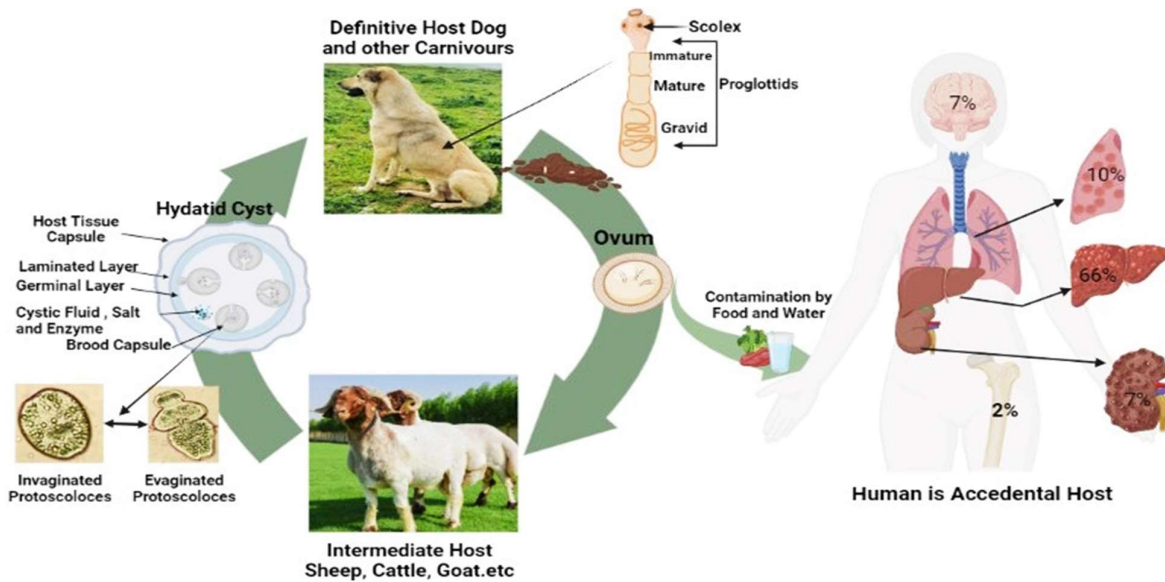 Definitive Host Dog
and other Carnivours
Scolex
Immature
Mature
Proglottids
Gravid
Hydatid Cyst
Host Tissue
Capsule
Laminated Layer
Germinal Layer
Cystic Fluid , Salt
and Enzyme
Brood Capsule
Invaginated
Protoscoloces
Evaginated
Protoscoloces
Ovum
Contamination by
Food and Water
Intermediate Host
Sheep, Cattle, Goat.etc
7%
10%
66%
7%
2%
Human is Accedental Host